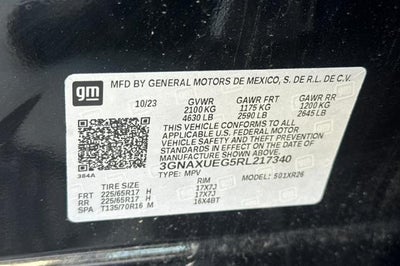 gm MFD BY GENERAL MOTORS DE MEXICO, S. DE R.L. DE C.V.
10/23 GVWR GAWR FRT GAWR RR
2100 KG 1175 KG 1200 KG
4630 LB 2590 LB 2645 LB
THIS VEHICLE CONFORMS TO ALL
APPLICABLE U.S. FEDERAL MOTOR
VEHICLE SAFETY AND THEFT PREVENTION
STANDARDS IN EFFECT ON THE DATE OF
MANUFACTURE SHOWN ABOVE.
3GNAXUEG5RL217340
384A TYPE: MPV MODEL: 501XR26
TIRE SIZE RIM
FRT 225/65R17 H 17X7J
RR 225/65R17 H 17X7J
SPA T135/70R16 M 16X4BT